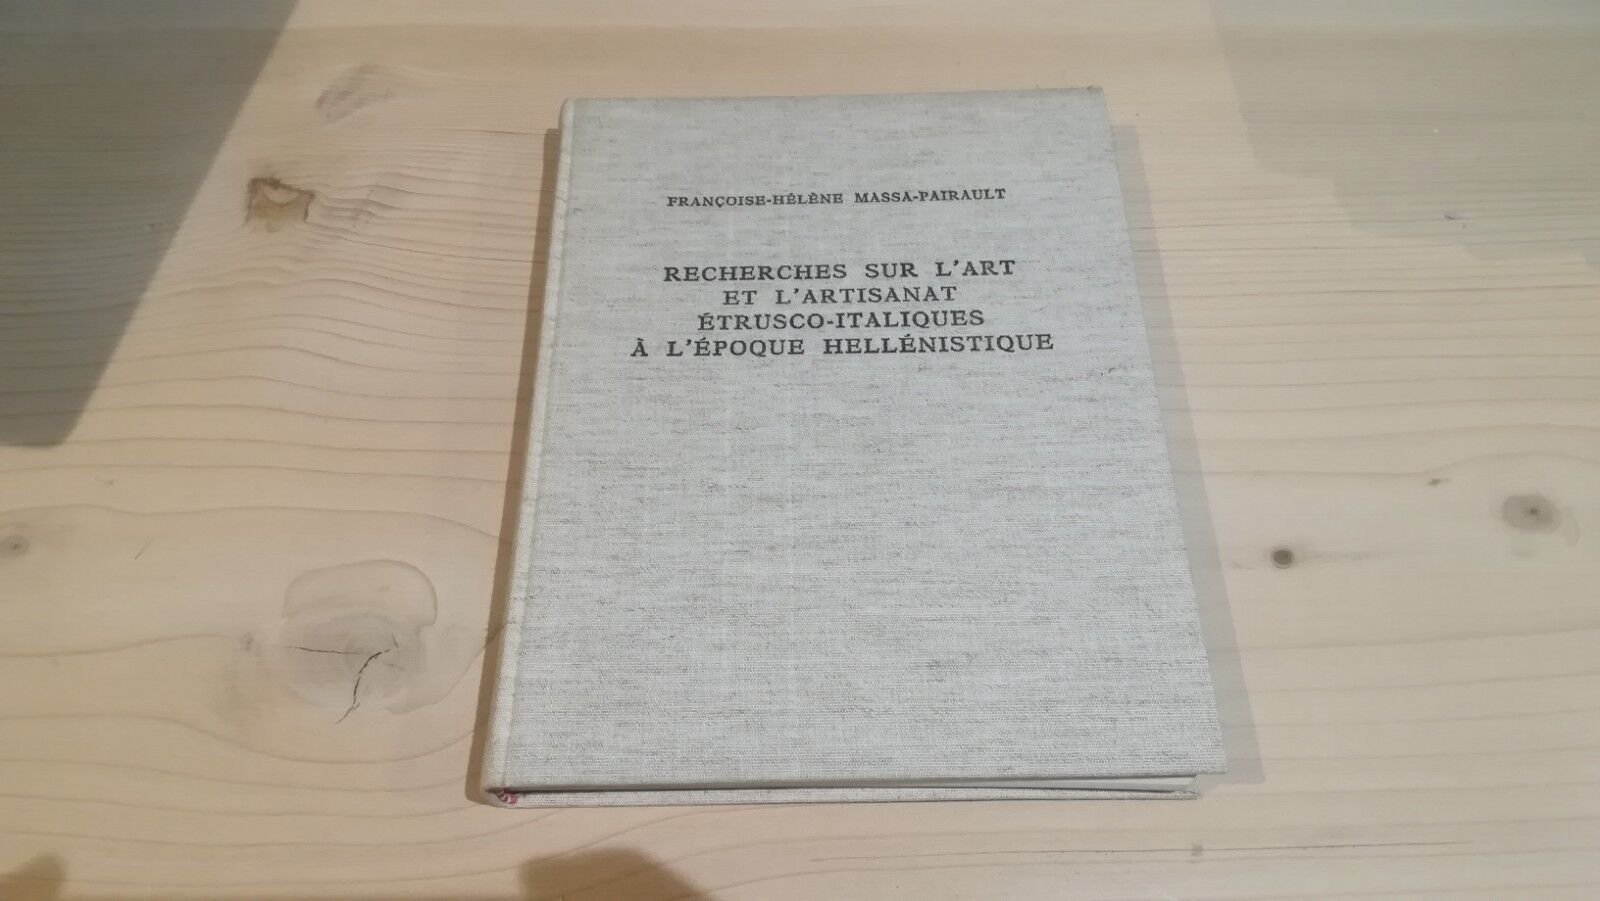 FRANÇOISE-HÉLÈNE MASSA-PAIRAULT
RECHERCHES SUR L'ART
ET L'ARTISANAT
ÉTRUSCO-ITALIQUES
À L'ÉPOQUE HELLÉNISTIQUE